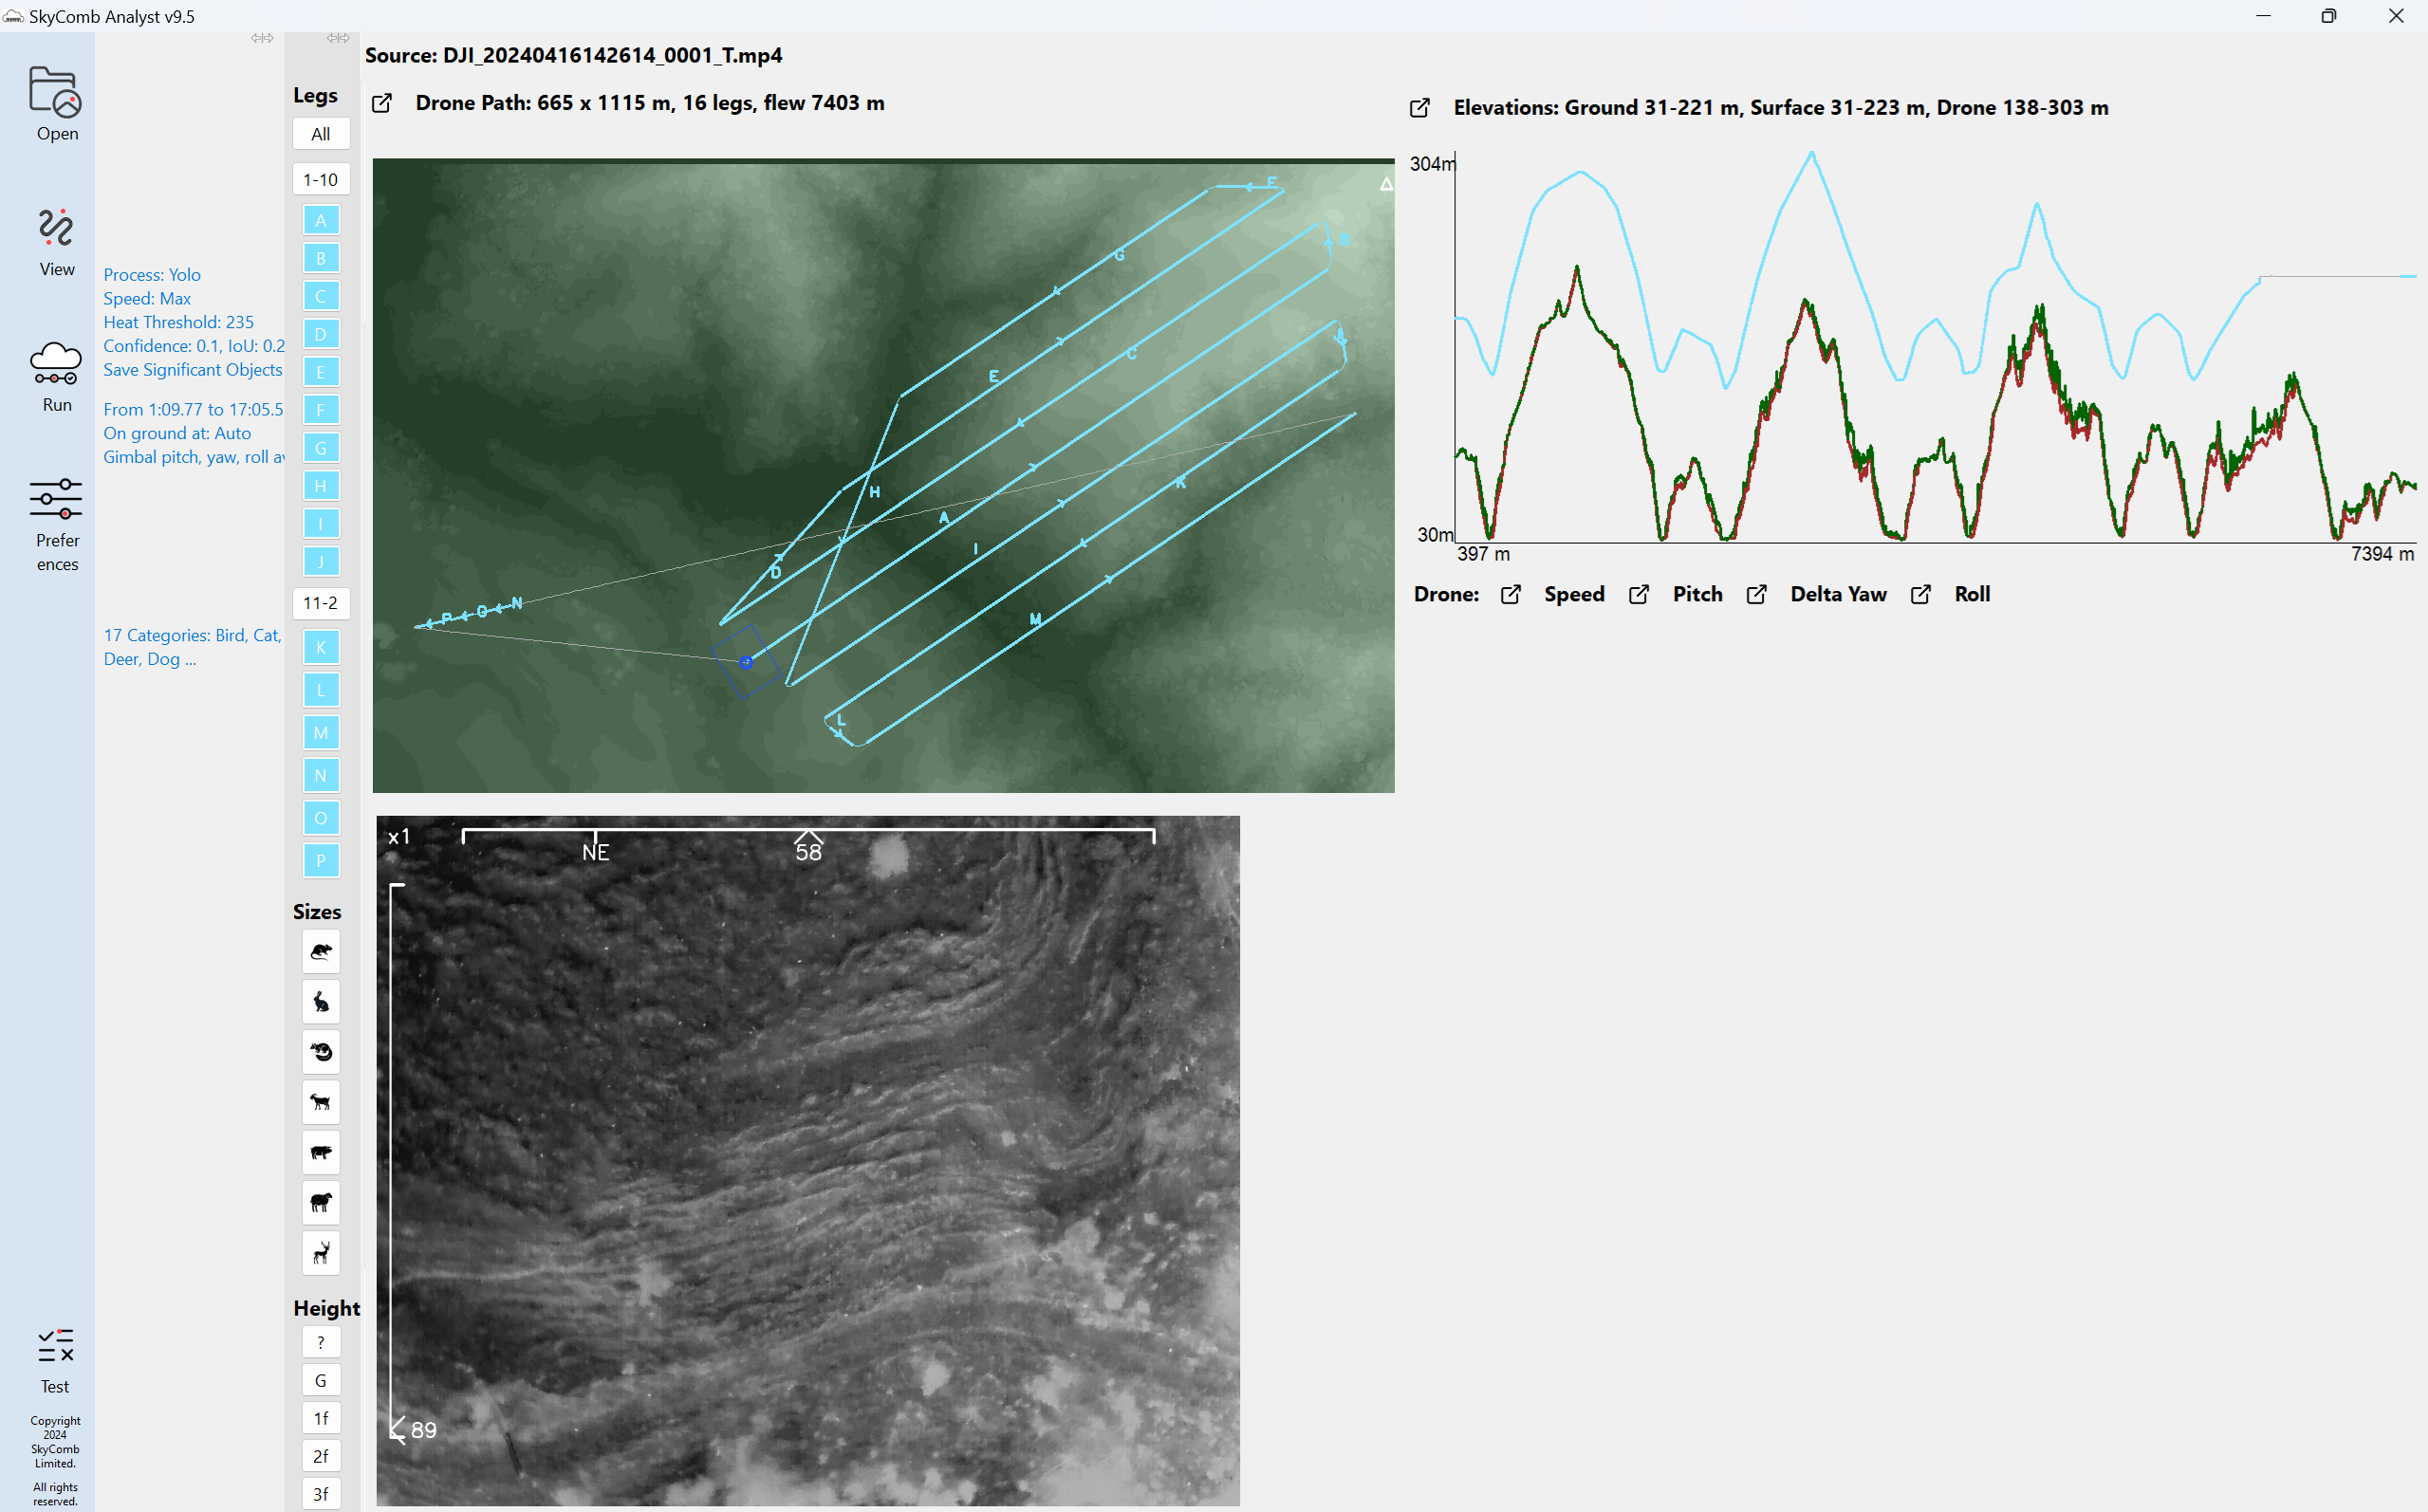 SkyComb Analyst v9.5
Open
View
Run
Prefer
ences
Test
Copyright
2024
SkyComb
Limited.
All rights
reserved.
Process: Yolo
Speed: Max
Heat Threshold: 235
Confidence: 0.1, IoU: 0.2
Save Significant Objects
From 1:09.77 to 17:05.5
On ground at: Auto
Gimbal pitch, yaw, roll
17 Categories: Bird, Cat,
Deer, Dog ...
Legs
All
1-10
A
B
C
D
E
F
G
H
I
J
11-2
K
L
M
N
O
P
Sizes
Height
?
G
1f
2f
3f
Source: DJI_20240416142614_0001_T.mp4
Drone Path: 665 x 1115 m, 16 legs, flew 7403 m
F
G
C
E
H
K
A
I
D
N
O
P
M
L
x1
NE
58
89
Elevations: Ground 31-221 m, Surface 31-223 m, Drone 138-303 m
304m
30m
397 m
7394 m
Drone:
Speed
Pitch
Delta Yaw
Roll